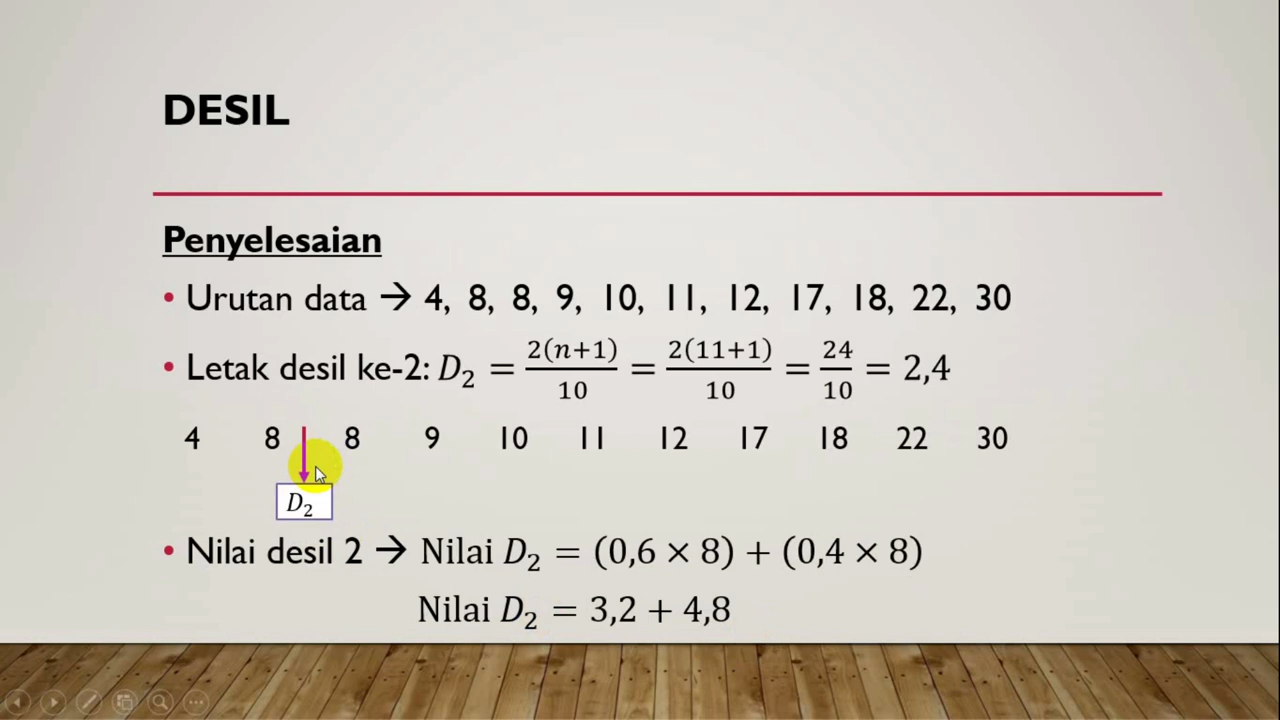 DESIL
Penyelesaian
• Urutan data → 4, 8, 8, 9, 10, 11, 12, 17, 18, 22, 30
• Letak desil ke-2: D₂ = 2(n+1)/10 = 2(11+1)/10 = 24/10 = 2,4
4 8 8 9 10 11 12 17 18 22 30
D₂
• Nilai desil 2 → Nilai D₂ = (0,6 × 8) + (0,4 × 8)
Nilai D₂ = 3,2 + 4,8